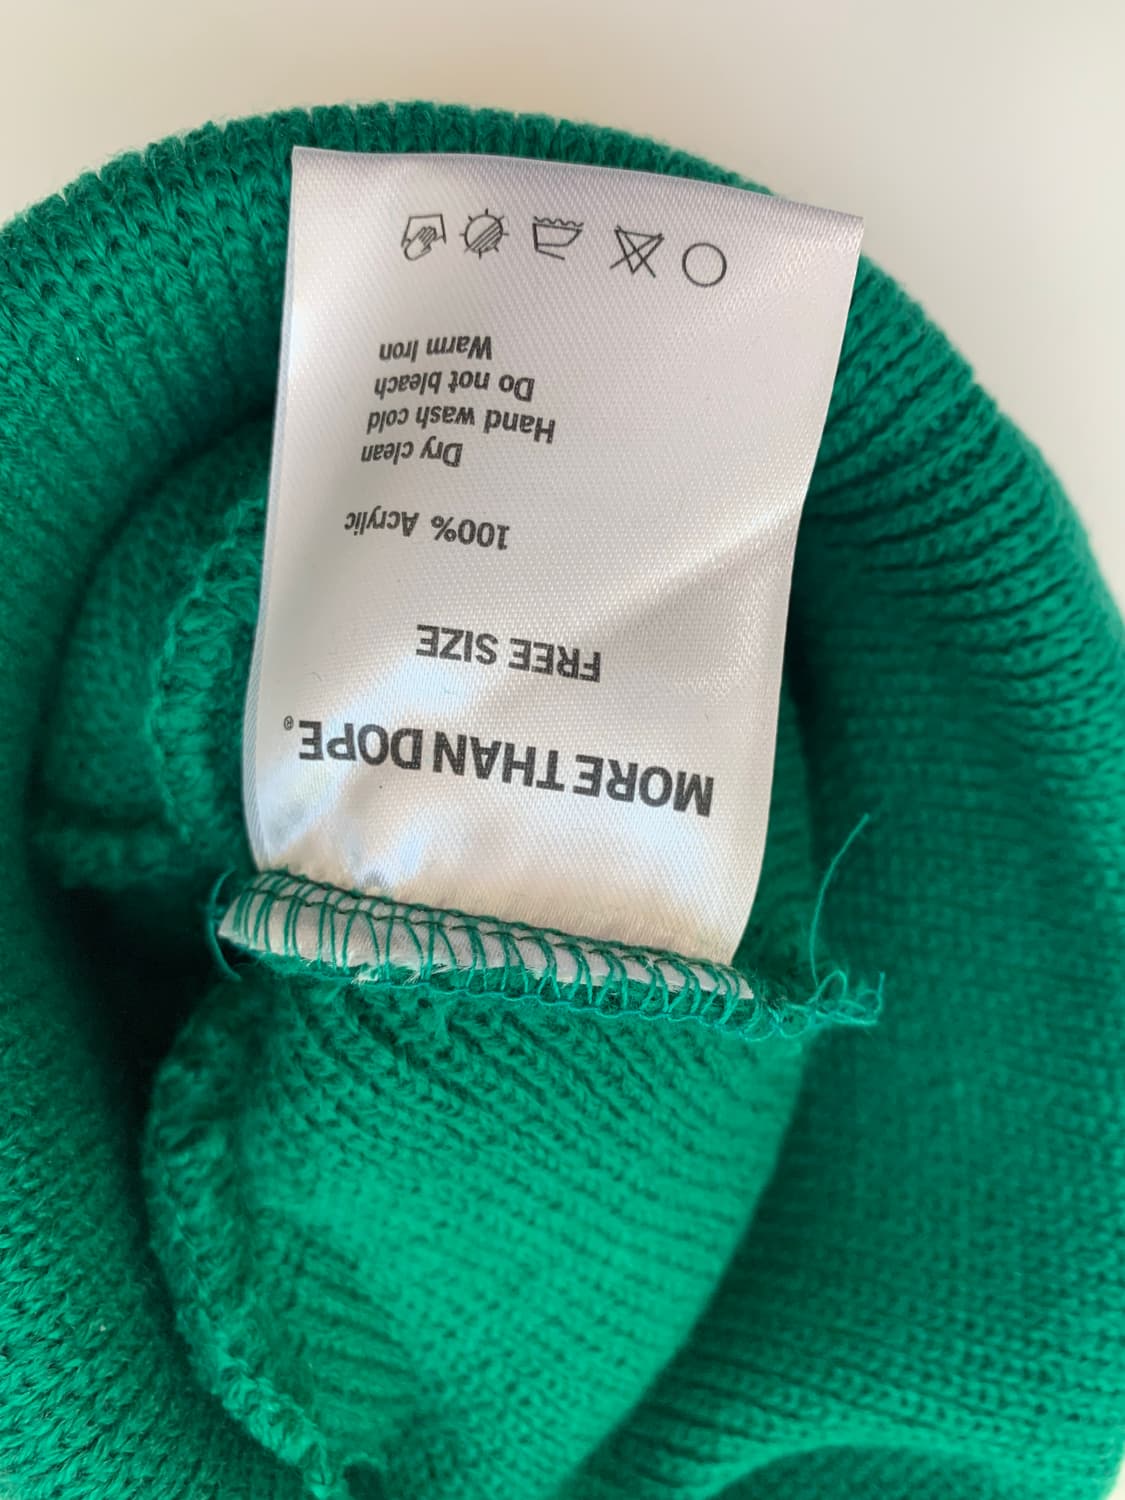 MORE THAN DOPE®
FREE SIZE
100% Acrylic
Dry clean
Hand wash cold
Do not bleach
Warm Iron